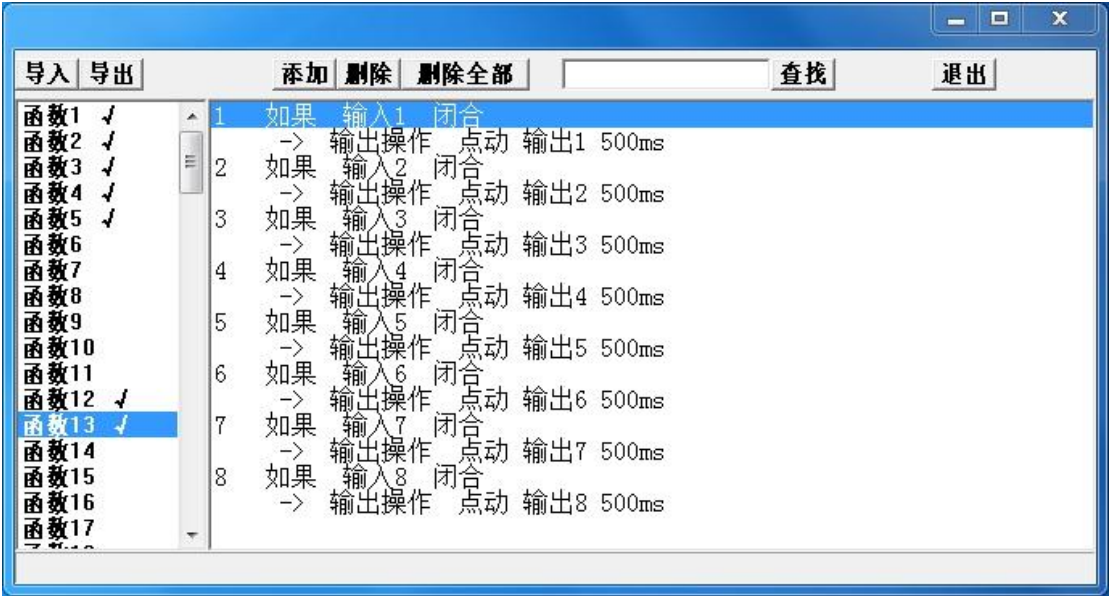 导入 导出 添加 删除 删除全部 查找 退出
函数1 √
函数2 √
函数3 √
函数4 √
函数5 √
函数6
函数7
函数8
函数9
函数10
函数11
函数12 √
函数13 √
函数14
函数15
函数16
函数17
1 如果 输入1 闭合
-> 输出操作 点动 输出1 500ms
2 如果 输入2 闭合
-> 输出操作 点动 输出2 500ms
3 如果 输入3 闭合
-> 输出操作 点动 输出3 500ms
4 如果 输入4 闭合
-> 输出操作 点动 输出4 500ms
5 如果 输入5 闭合
-> 输出操作 点动 输出5 500ms
6 如果 输入6 闭合
-> 输出操作 点动 输出6 500ms
7 如果 输入7 闭合
-> 输出操作 点动 输出7 500ms
8 如果 输入8 闭合
-> 输出操作 点动 输出8 500ms